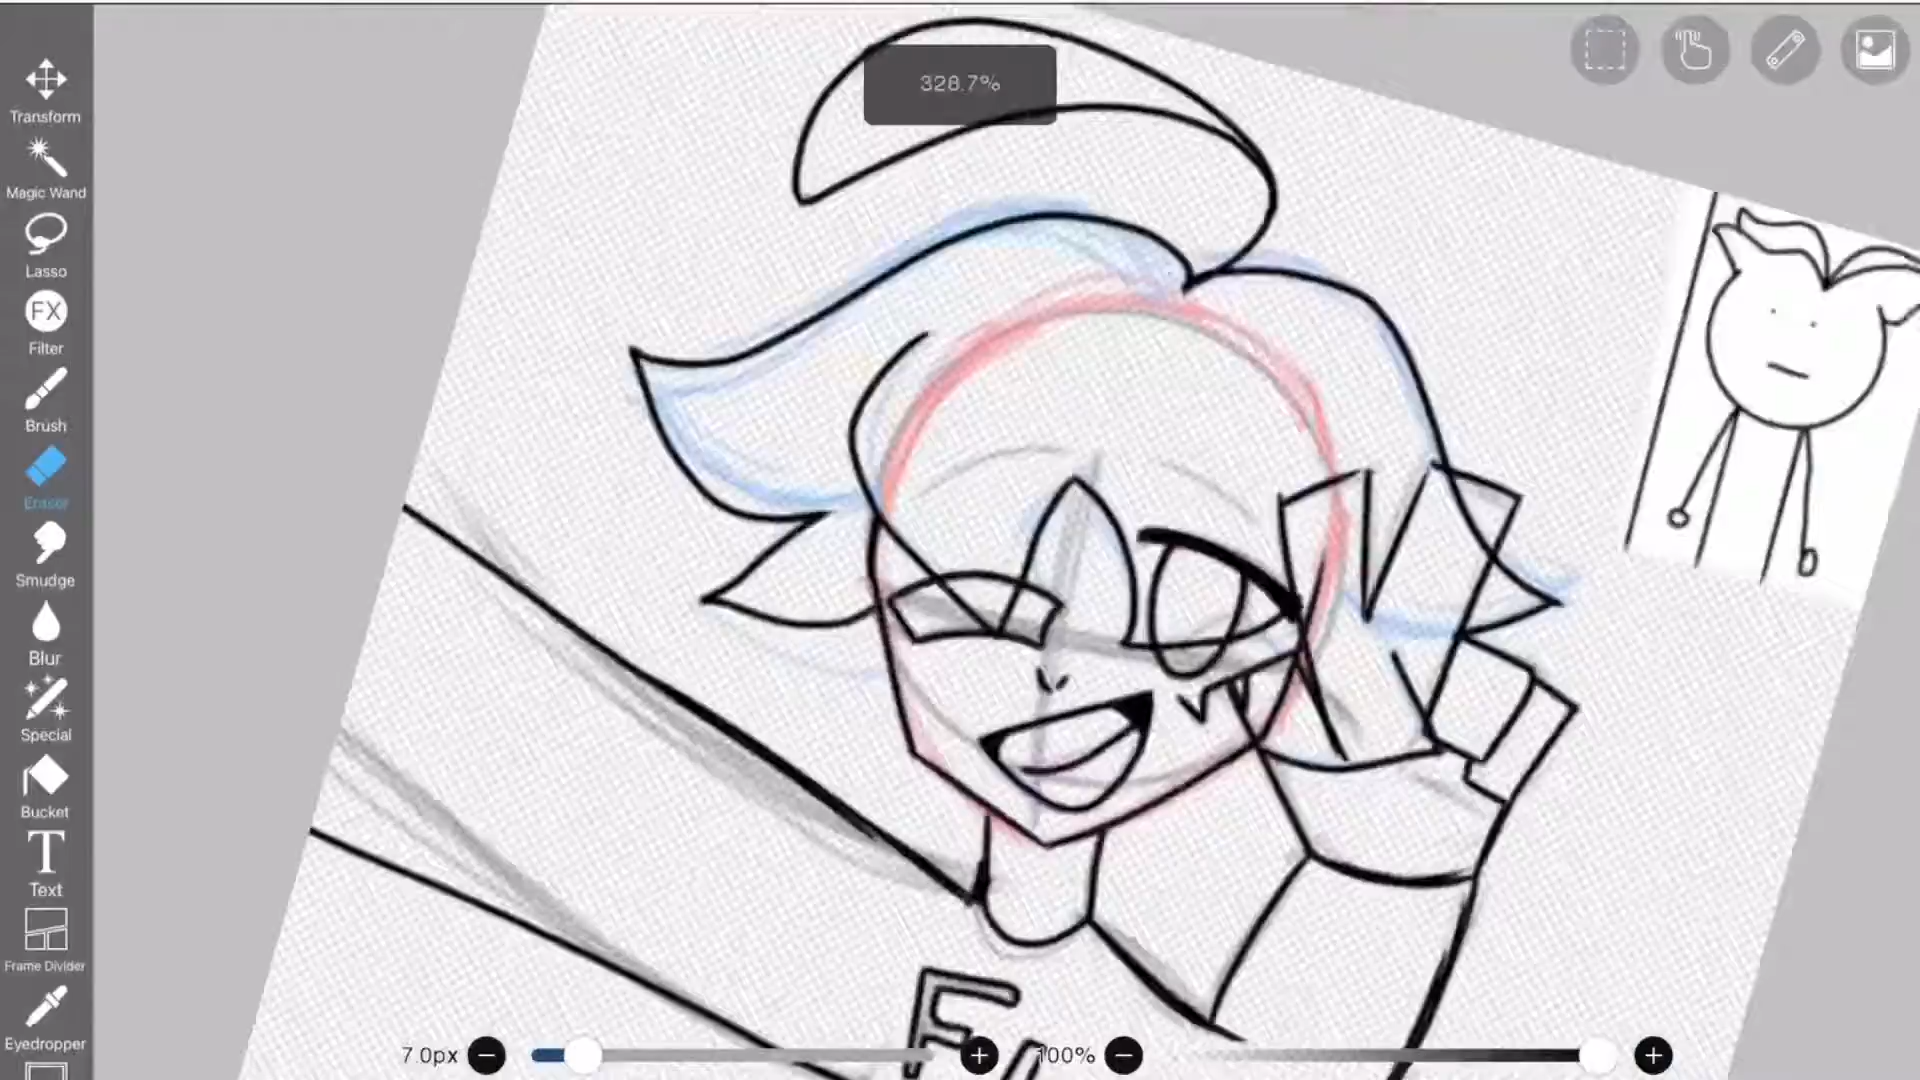 328.7%
Transform
Magic Wand
Lasso
FX
Filter
Brush
Eraser
Smudge
Blur
Special
Bucket
T
Text
Frame Divider
Eyedropper
7.0px
100%